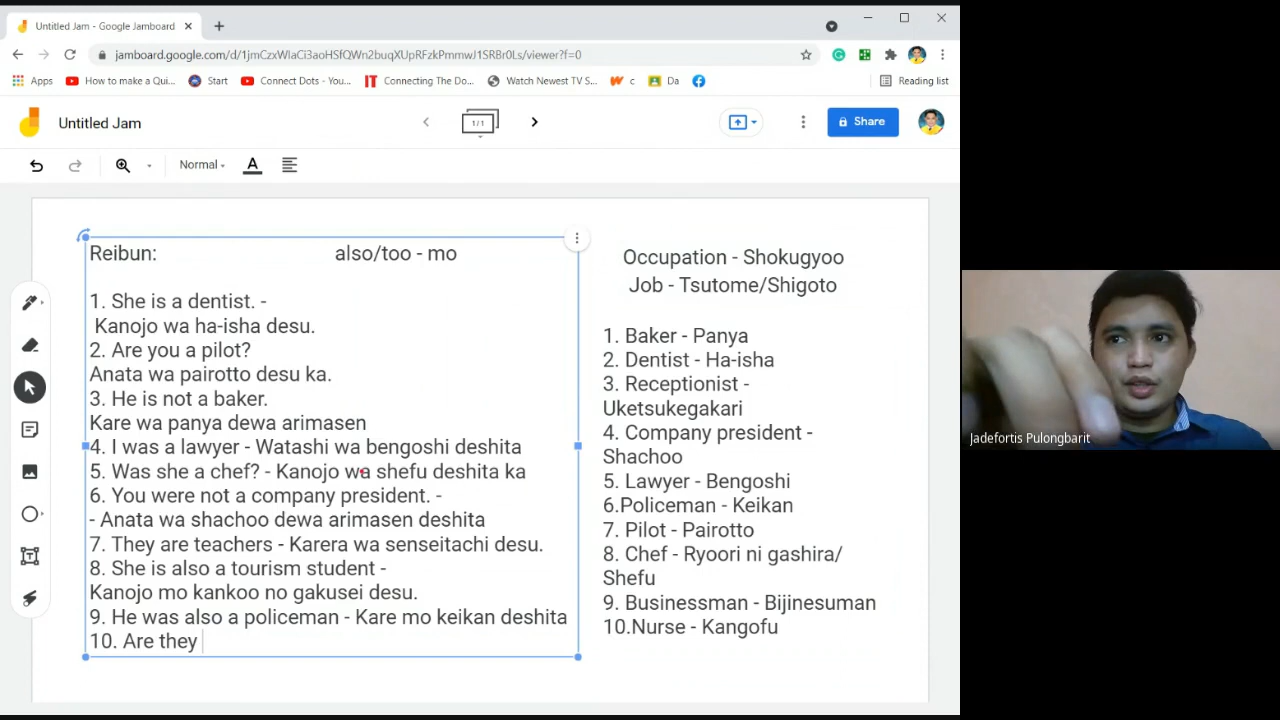 Untitled Jam - Google Jamboard
jamboard.google.com/d/1jmCzxWlaCi3aoHSfQWn2buqXUpRFzkPmmwJ1SRBr0Ls/viewer?f=0
Apps
How to make a Qui...
Start
Connect Dots - You...
IT
Connecting The Do...
Watch Newest TV S...
c
Da
Reading list
Untitled Jam
1/1
Share
Normal
A
Reibun: also/too - mo
1. She is a dentist. -
Kanojo wa ha-isha desu.
2. Are you a pilot?
Anata wa pairotto desu ka.
3. He is not a baker.
Kare wa panya dewa arimasen
4. I was a lawyer - Watashi wa bengoshi deshita
5. Was she a chef? - Kanojo wa shefu deshita ka
6. You were not a company president. -
- Anata wa shachoo dewa arimasen deshita
7. They are teachers - Karera wa senseitachi desu.
8. She is also a tourism student -
Kanojo mo kankoo no gakusei desu.
9. He was also a policeman - Kare mo keikan deshita
10. Are they
Occupation - Shokugyoo
Job - Tsutome/Shigoto
1. Baker - Panya
2. Dentist - Ha-isha
3. Receptionist -
Uketsukegakari
4. Company president -
Shachoo
5. Lawyer - Bengoshi
6.Policeman - Keikan
7. Pilot - Pairotto
8. Chef - Ryoori ni gashira/
Shefu
9. Businessman - Bijinesuman
10.Nurse - Kangofu
Jadefortis Pulongbarit